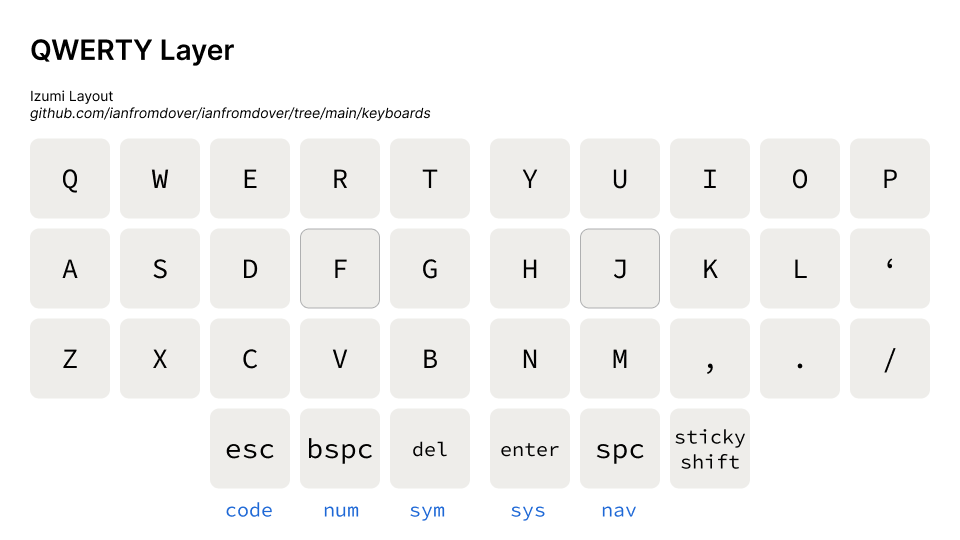 QWERTY Layer
Izumi Layout
github.com/ianfromdover/ianfromdover/tree/main/keyboards
Q W E R T Y U I O P
A S D F G H J K L ‘
Z X C V B N M , . /
esc bspc del enter spc sticky shift
code num sym sys nav